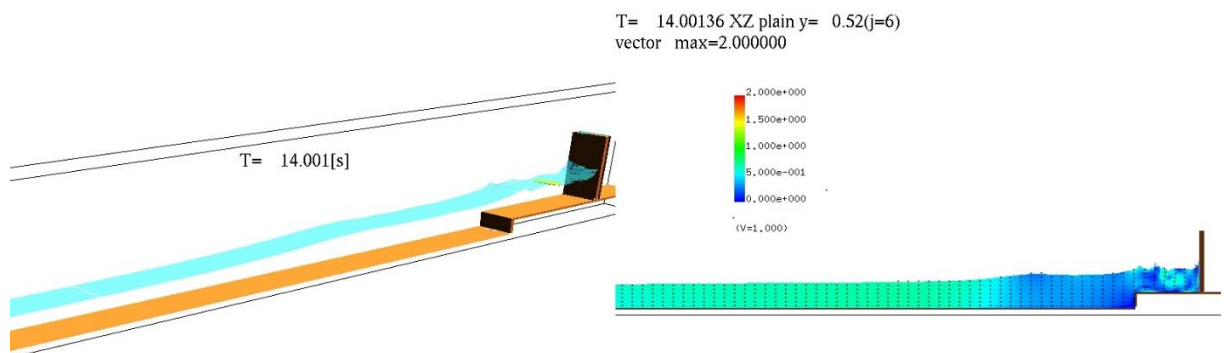 T= 14.001[s]
T= 14.00136 XZ plain y= 0.52(j=6)
vector max=2.000000
2.000e+000
1.500e+000
1.000e+000
5.000e-001
0.000e+000
(V=1.000)